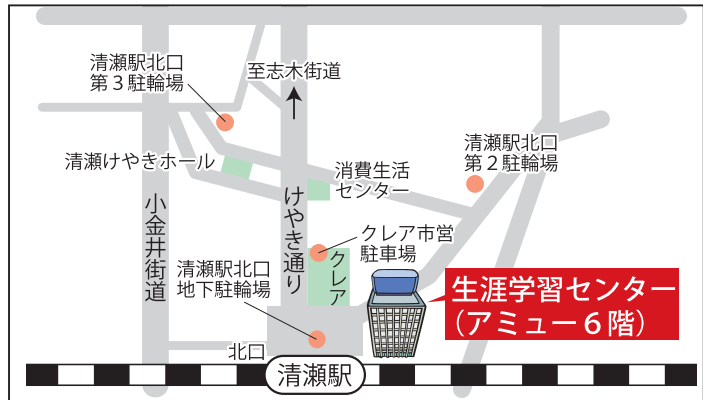 清瀬駅北口
第３駐輪場
至志木街道
清瀬駅北口
第２駐輪場
清瀬けやきホール
消費生活
センター
小金井街道
けやき通り
クレア市営
駐車場
クレア
清瀬駅北口
地下駐輪場
生涯学習センター
（アミュー６階）
北口
清瀬駅